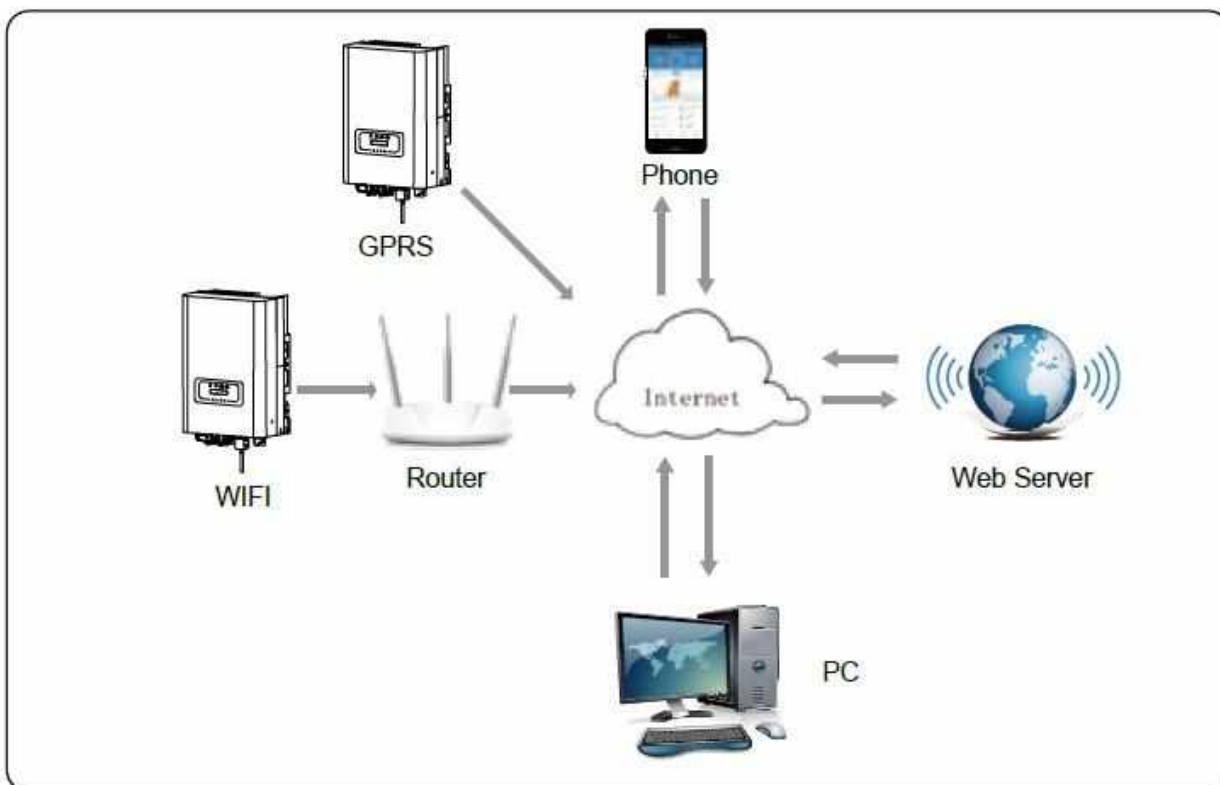 Phone
GPRS
Internet
WIFI
Router
Web Server
PC